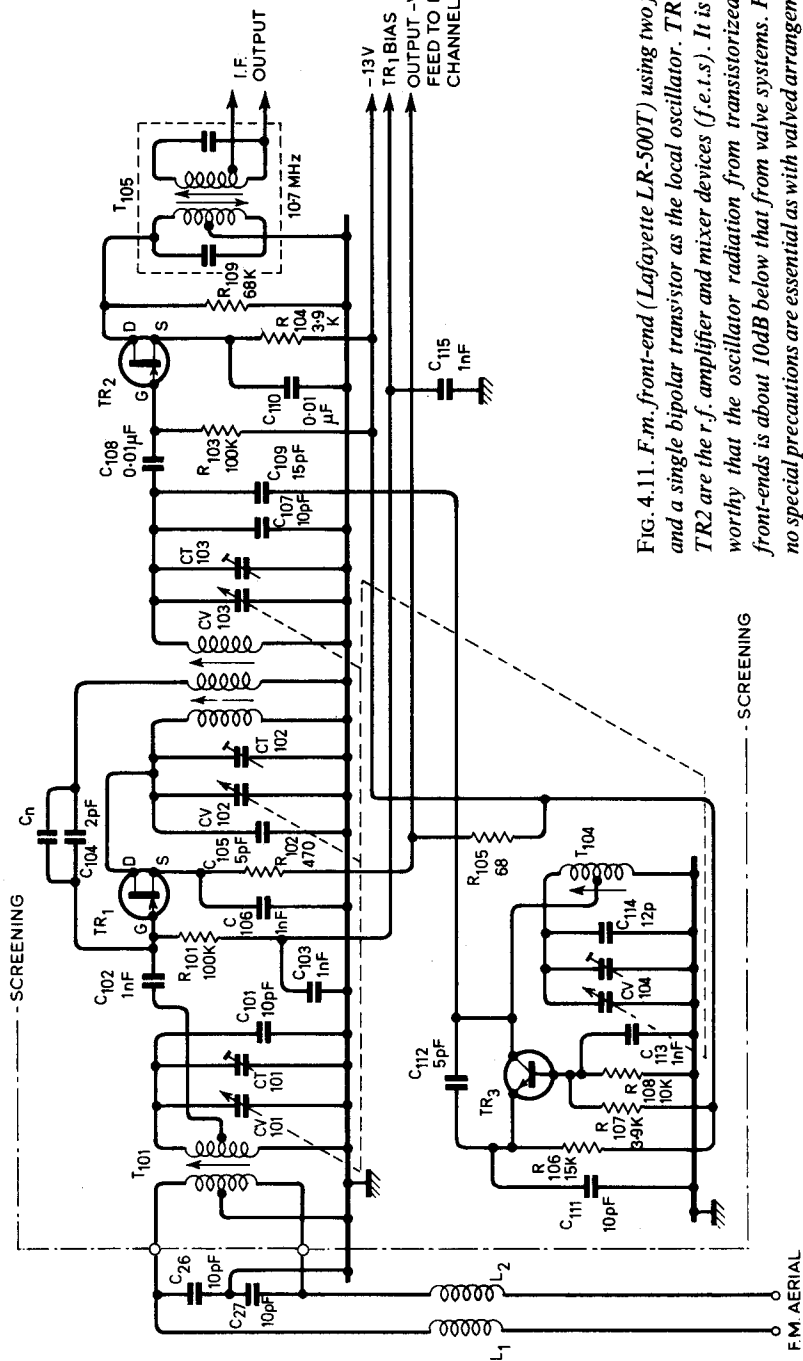 SCREENING
Cn
C104
2pF
C102
1nF
TR1
G
D
S
R101
100K
C106
1nF
C105
5pF
R102
470
CV
102
CT
102
C103
1nF
T101
CV
101
CT
101
C101
10pF
C26
10pF
C27
10pF
L1
L2
F.M. AERIAL
CV
103
CT
103
C107
10pF
C109
15pF
C108
0·01µF
R103
100K
TR2
G
D
S
C110
0·01
µF
R
104
3·9
K
R109
68K
T105
10·7 MHz
I.F.
OUTPUT
-13V
TR1 BIAS
OUTPUT -V
FEED TO
CHANNEL
C115
1nF
C112
5pF
TR3
C111
10pF
R
106
15K
R
107
3·9K
R
108
10K
C
113
1nF
CV
104
C114
12p
T104
R105
68
SCREENING
FIG. 4.11. F.m. front-end (Lafayette LR-500T) using two
and a single bipolar transistor as the local oscillator. TR
TR2 are the r.f. amplifier and mixer devices (f.e.t.s). It is
worthy that the oscillator radiation from transistorized
front-ends is about 10dB below that from valve systems.
no special precautions are essential as with valved arrangem